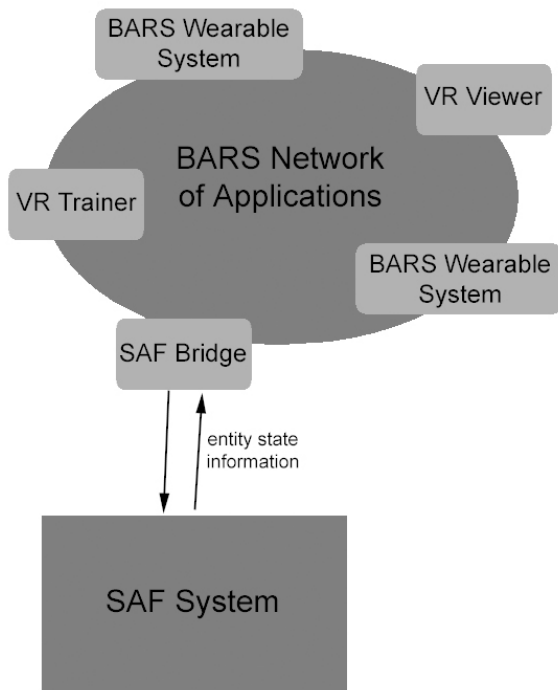 BARS Wearable
System
VR Viewer
BARS Network
of Applications
VR Trainer
BARS Wearable
System
SAF Bridge
entity state
information
SAF System